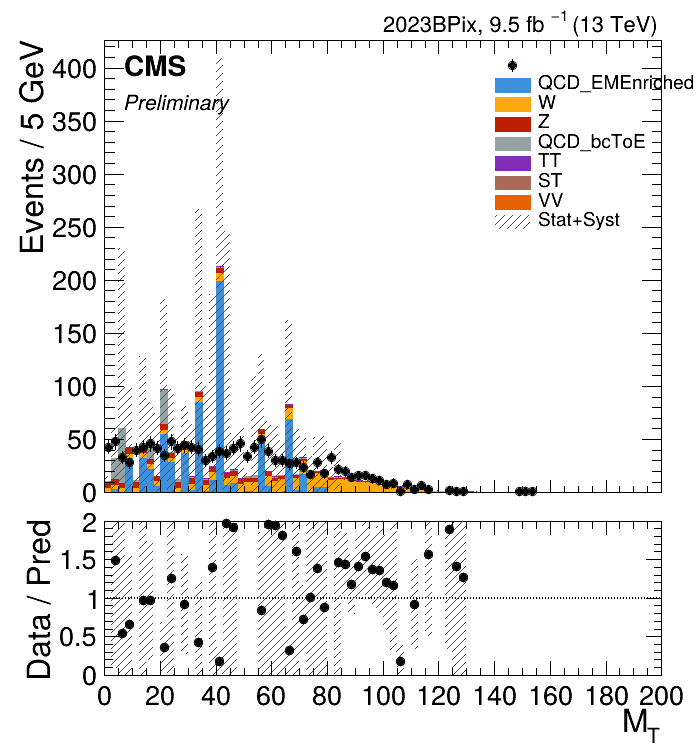 2023BPix, 9.5 fb⁻¹ (13 TeV)
CMS
Preliminary
Events / 5 GeV
400
350
300
250
200
150
100
50
0
QCD_EMEnriched
W
Z
QCD_bcToE
TT
ST
VV
Stat+Syst
Data / Pred
2
1.5
1
0.5
0
0 20 40 60 80 100 120 140 160 180 200
M_T